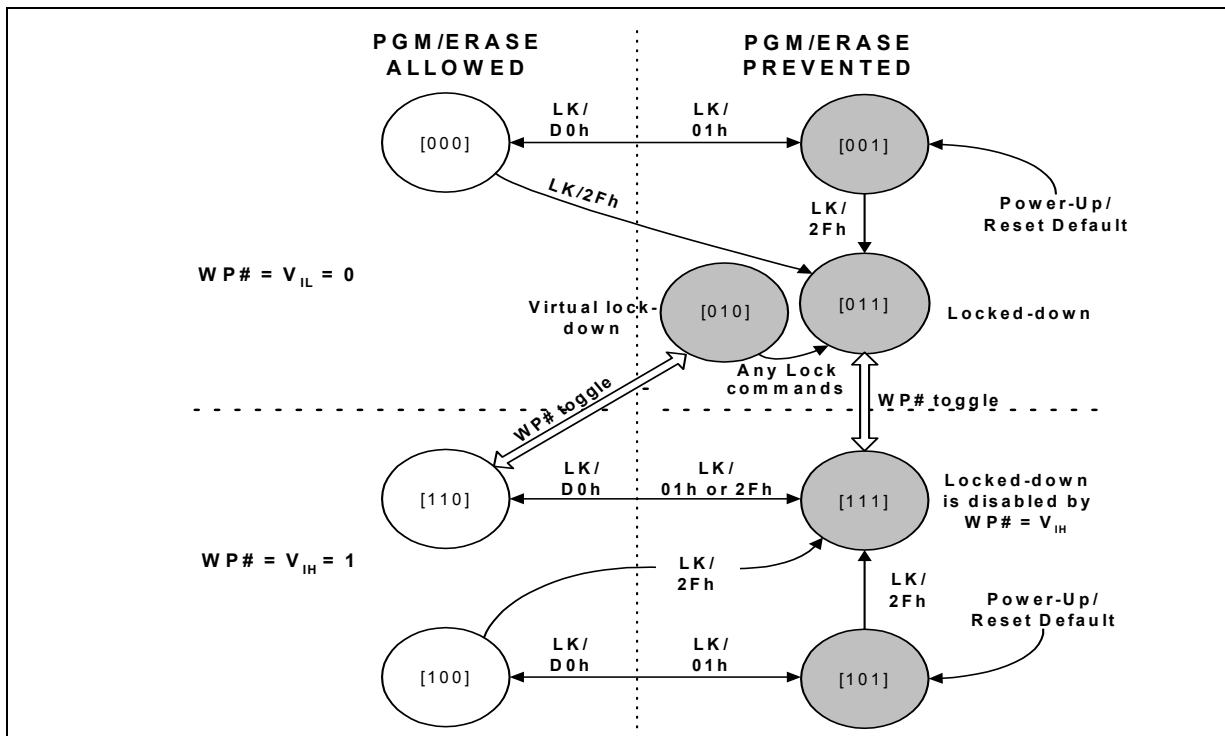 PGM/ERASE
ALLOWED
PGM/ERASE
PREVENTED
LK/
D0h
LK/
01h
[000]
[001]
LK/2Fh
LK/
2Fh
Power-Up/
Reset Default
WP# = VIL = 0
Virtual lock-
down
[010]
[011]
Locked-down
Any Lock
commands
WP# toggle
WP# toggle
LK/
D0h
LK/
01h or 2Fh
[110]
[111]
Locked-down
is disabled by
WP# = VIH
WP# = VIH = 1
LK/
2Fh
LK/
2Fh
Power-Up/
Reset Default
LK/
D0h
LK/
01h
[100]
[101]